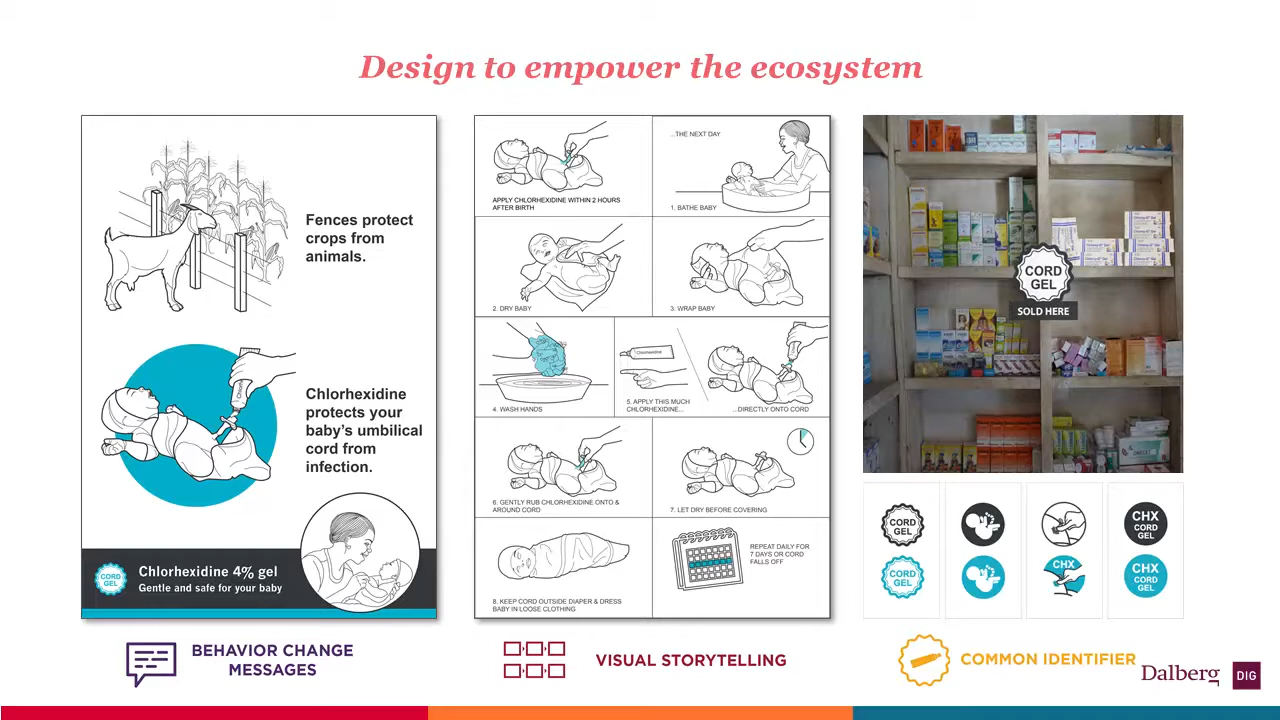 Design to empower the ecosystem
Fences protect
crops from
animals.
Chlorhexidine
protects your
baby's umbilical
cord from
infection.
CORD
GEL
Chlorhexidine 4% gel
Gentle and safe for your baby
BEHAVIOR CHANGE
MESSAGES
APPLY CHLORHEXIDINE WITHIN 2 HOURS
AFTER BIRTH
...THE NEXT DAY
1. BATHE BABY
2. DRY BABY
3. WRAP BABY
4. WASH HANDS
Chlorhexidine
5. APPLY THIS MUCH
CHLORHEXIDINE...
...DIRECTLY ONTO CORD
6. GENTLY RUB CHLORHEXIDINE ONTO &
AROUND CORD
7. LET DRY BEFORE COVERING
8. KEEP CORD OUTSIDE DIAPER & DRESS
BABY IN LOOSE CLOTHING
REPEAT DAILY FOR
7 DAYS OR CORD
FALLS OFF
VISUAL STORYTELLING
CORD
GEL
SOLD HERE
CORD
GEL
CHX
CORD
GEL
CORD
GEL
CHX
CHX
CORD
GEL
COMMON IDENTIFIER
Dalberg
DIG